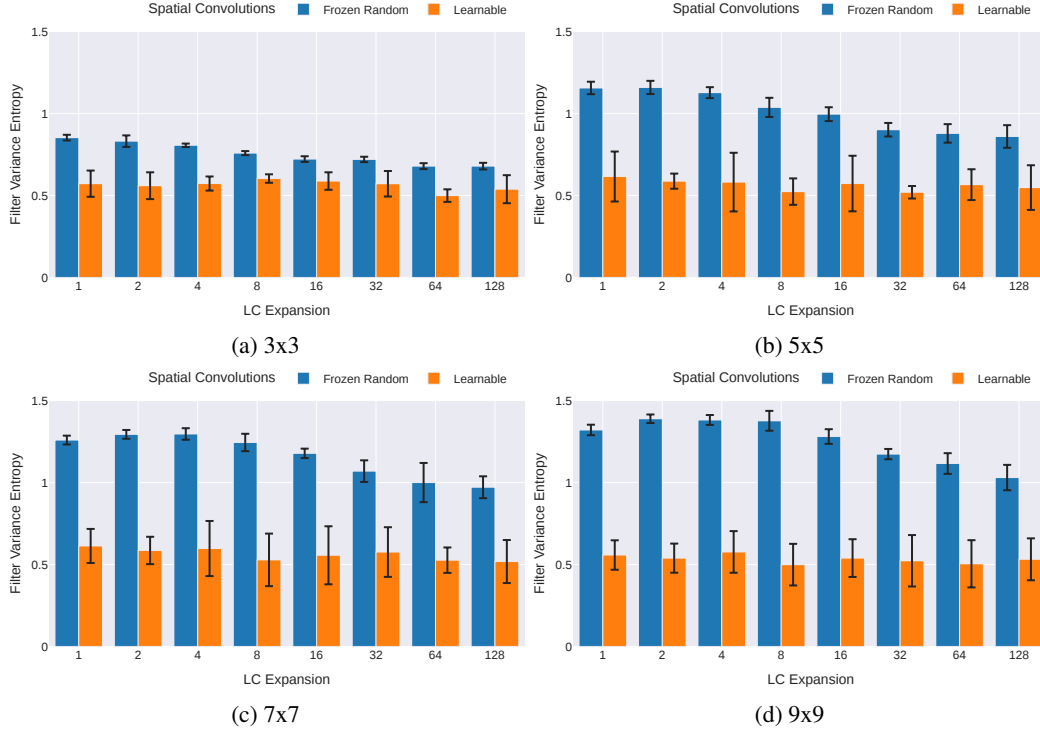 Spatial Convolutions Frozen Random Learnable
Spatial Convolutions Frozen Random Learnable
1.5
1
0.5
0
Filter Variance Entropy
1 2 4 8 16 32 64 128
LC Expansion
1.5
1
0.5
0
Filter Variance Entropy
1 2 4 8 16 32 64 128
LC Expansion
(a) 3x3
(b) 5x5
Spatial Convolutions Frozen Random Learnable
Spatial Convolutions Frozen Random Learnable
1.5
1
0.5
0
Filter Variance Entropy
1 2 4 8 16 32 64 128
LC Expansion
1.5
1
0.5
0
Filter Variance Entropy
1 2 4 8 16 32 64 128
LC Expansion
(c) 7x7
(d) 9x9